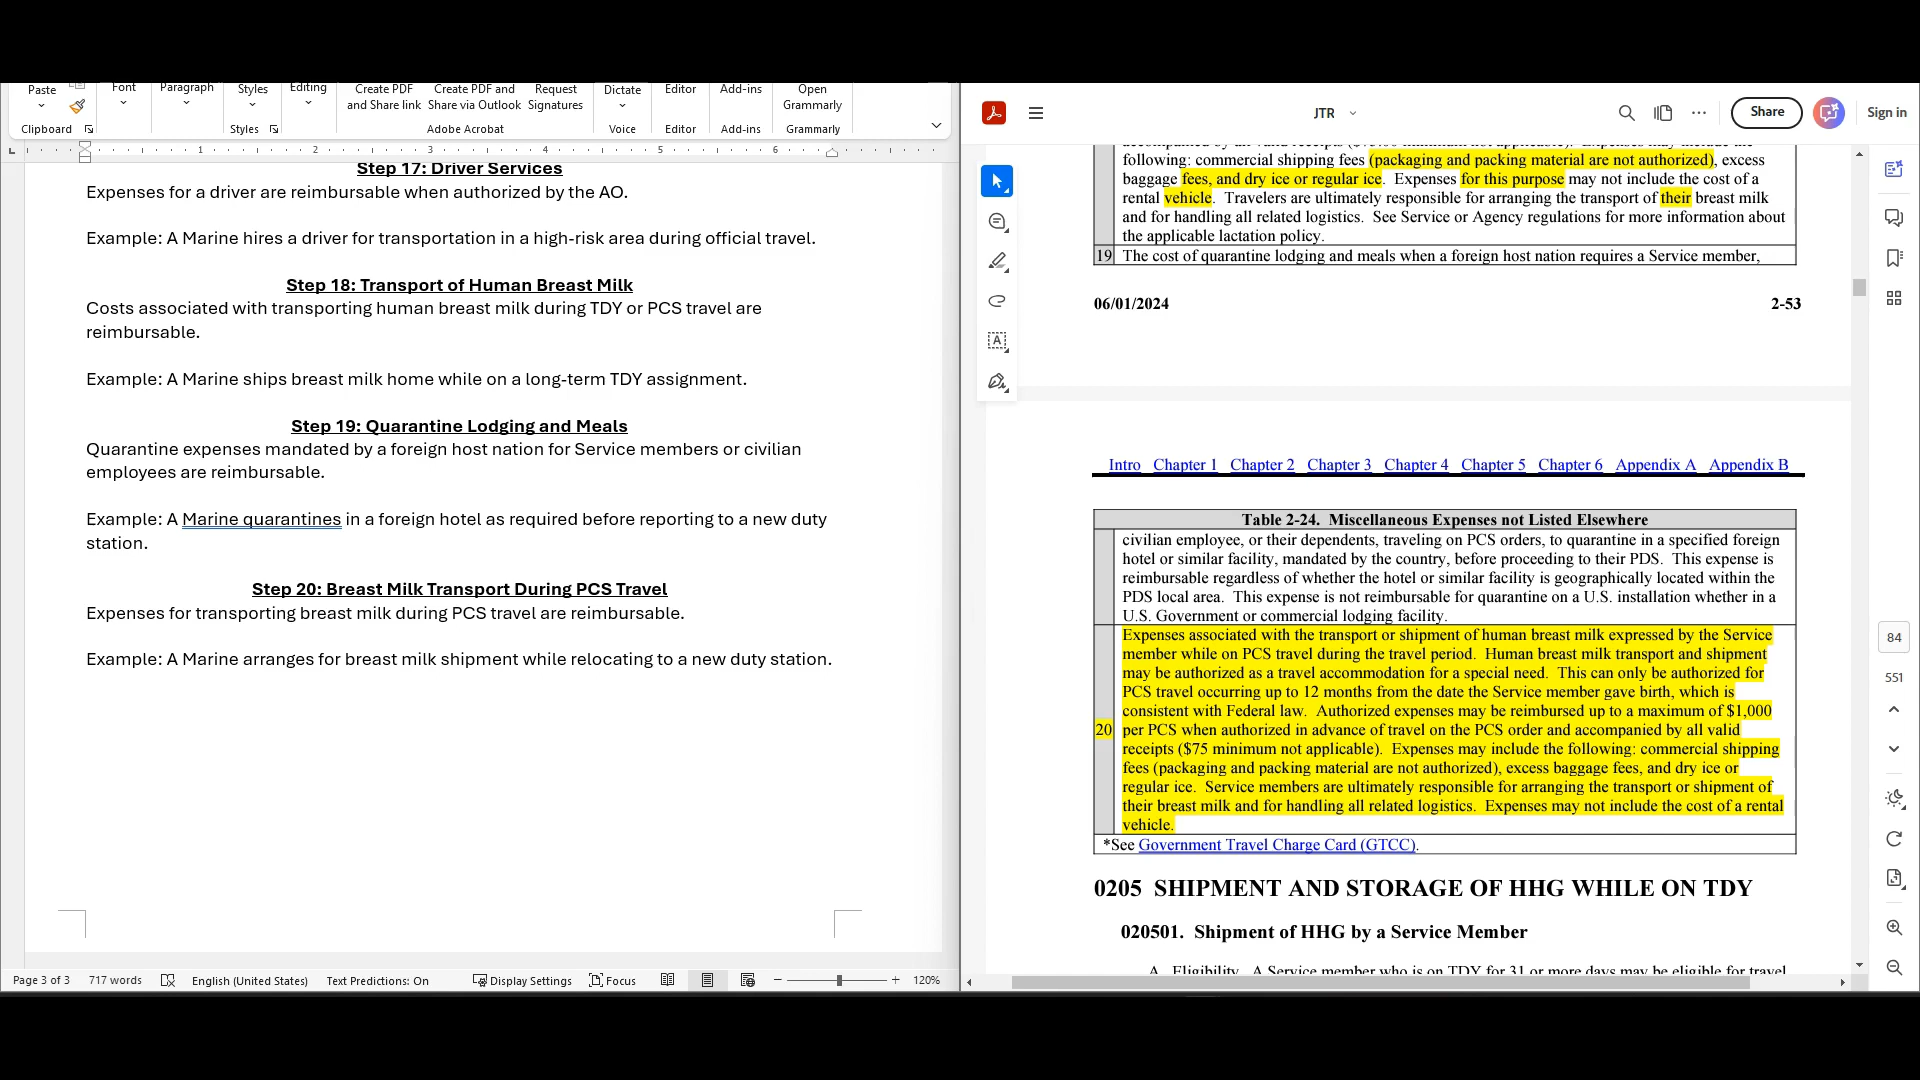 Paste
Font
Paragraph
Styles
Editing
Create PDF
and Share link
Create PDF and
Share via Outlook
Request
Signatures
Dictate
Editor
Add-ins
Open
Grammarly
Clipboard
Styles
Adobe Acrobat
Voice
Editor
Add-ins
Grammarly
1 2 3 4 5 6
Step 17: Driver Services
Expenses for a driver are reimbursable when authorized by the AO.
Example: A Marine hires a driver for transportation in a high-risk area during official travel.
Step 18: Transport of Human Breast Milk
Costs associated with transporting human breast milk during TDY or PCS travel are
reimbursable.
Example: A Marine ships breast milk home while on a long-term TDY assignment.
Step 19: Quarantine Lodging and Meals
Quarantine expenses mandated by a foreign host nation for Service members or civilian
employees are reimbursable.
Example: A Marine quarantines in a foreign hotel as required before reporting to a new duty
station.
Step 20: Breast Milk Transport During PCS Travel
Expenses for transporting breast milk during PCS travel are reimbursable.
Example: A Marine arranges for breast milk shipment while relocating to a new duty station.
Page 3 of 3 717 words English (United States) Text Predictions: On Display Settings Focus 120%
JTR
Share
Sign in
following: commercial shipping fees (packaging and packing material are not authorized), excess
baggage fees, and dry ice or regular ice. Expenses for this purpose may not include the cost of a
rental vehicle. Travelers are ultimately responsible for arranging the transport of their breast milk
and for handling all related logistics. See Service or Agency regulations for more information about
the applicable lactation policy.
19 The cost of quarantine lodging and meals when a foreign host nation requires a Service member,
06/01/2024 2-53
Intro Chapter 1 Chapter 2 Chapter 3 Chapter 4 Chapter 5 Chapter 6 Appendix A Appendix B
Table 2-24. Miscellaneous Expenses not Listed Elsewhere
civilian employee, or their dependents, traveling on PCS orders, to quarantine in a specified foreign
hotel or similar facility, mandated by the country, before proceeding to their PDS. This expense is
reimbursable regardless of whether the hotel or similar facility is geographically located within the
PDS local area. This expense is not reimbursable for quarantine on a U.S. installation whether in a
U.S. Government or commercial lodging facility.
Expenses associated with the transport or shipment of human breast milk expressed by the Service
member while on PCS travel during the travel period. Human breast milk transport and shipment
may be authorized as a travel accommodation for a special need. This can only be authorized for
PCS travel occurring up to 12 months from the date the Service member gave birth, which is
consistent with Federal law. Authorized expenses may be reimbursed up to a maximum of $1,000
20 per PCS when authorized in advance of travel on the PCS order and accompanied by all valid
receipts ($75 minimum not applicable). Expenses may include the following: commercial shipping
fees (packaging and packing material are not authorized), excess baggage fees, and dry ice or
regular ice. Service members are ultimately responsible for arranging the transport or shipment of
their breast milk and for handling all related logistics. Expenses may not include the cost of a rental
vehicle.
*See Government Travel Charge Card (GTCC).
0205 SHIPMENT AND STORAGE OF HHG WHILE ON TDY
020501. Shipment of HHG by a Service Member
A. Eligibility. A Service member who is on TDY for 31 or more days may be eligible for travel
84
551